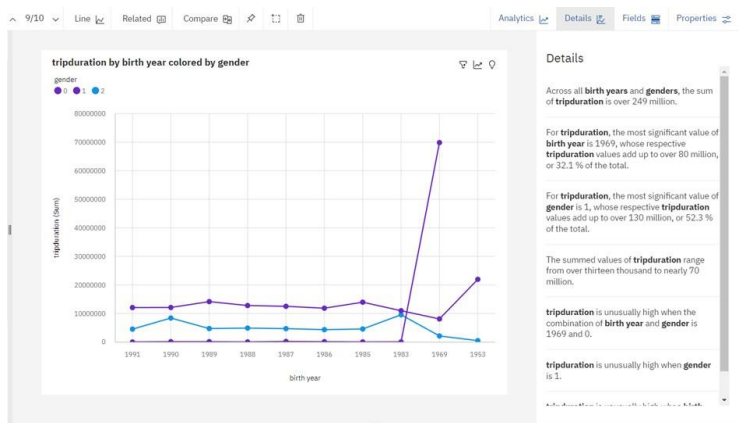 9/10 Line Related Compare Analytics Details Fields Properties
tripduration by birth year colored by gender
gender
0 1 2
80000000
70000000
60000000
50000000
40000000
30000000
20000000
10000000
0
tripduration (Sum)
1991 1990 1989 1988 1987 1986 1985 1983 1969 1953
birth year
Details
Across all birth years and genders, the sum
of tripduration is over 249 million.
For tripduration, the most significant value of
birth year is 1969, whose respective
tripduration values add up to over 80 million,
or 32.1 % of the total.
For tripduration, the most significant value of
gender is 1, whose respective tripduration
values add up to over 130 million, or 52.3 %
of the total.
The summed values of tripduration range
from over thirteen thousand to nearly 70
million.
tripduration is unusually high when the
combination of birth year and gender is
1969 and 0.
tripduration is unusually high when gender
is 1.